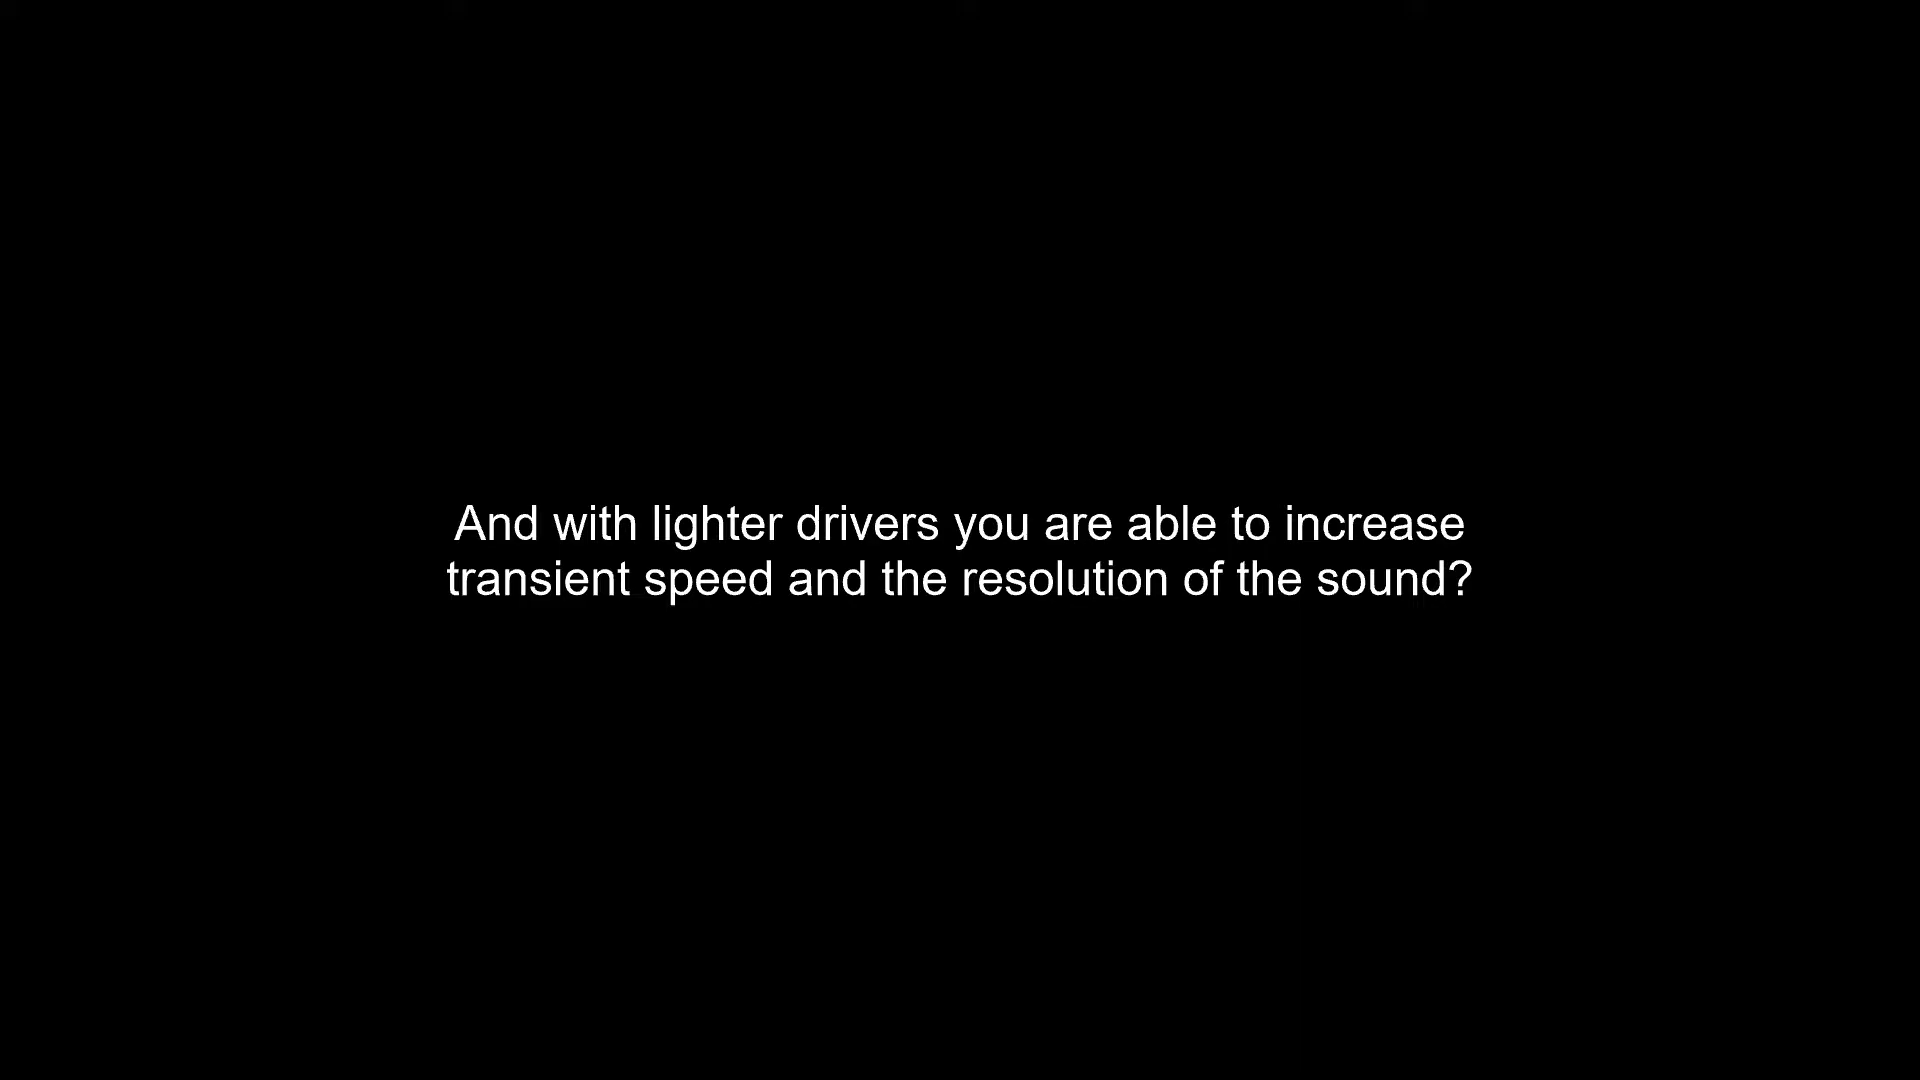 And with lighter drivers you are able to increase
transient speed and the resolution of the sound?